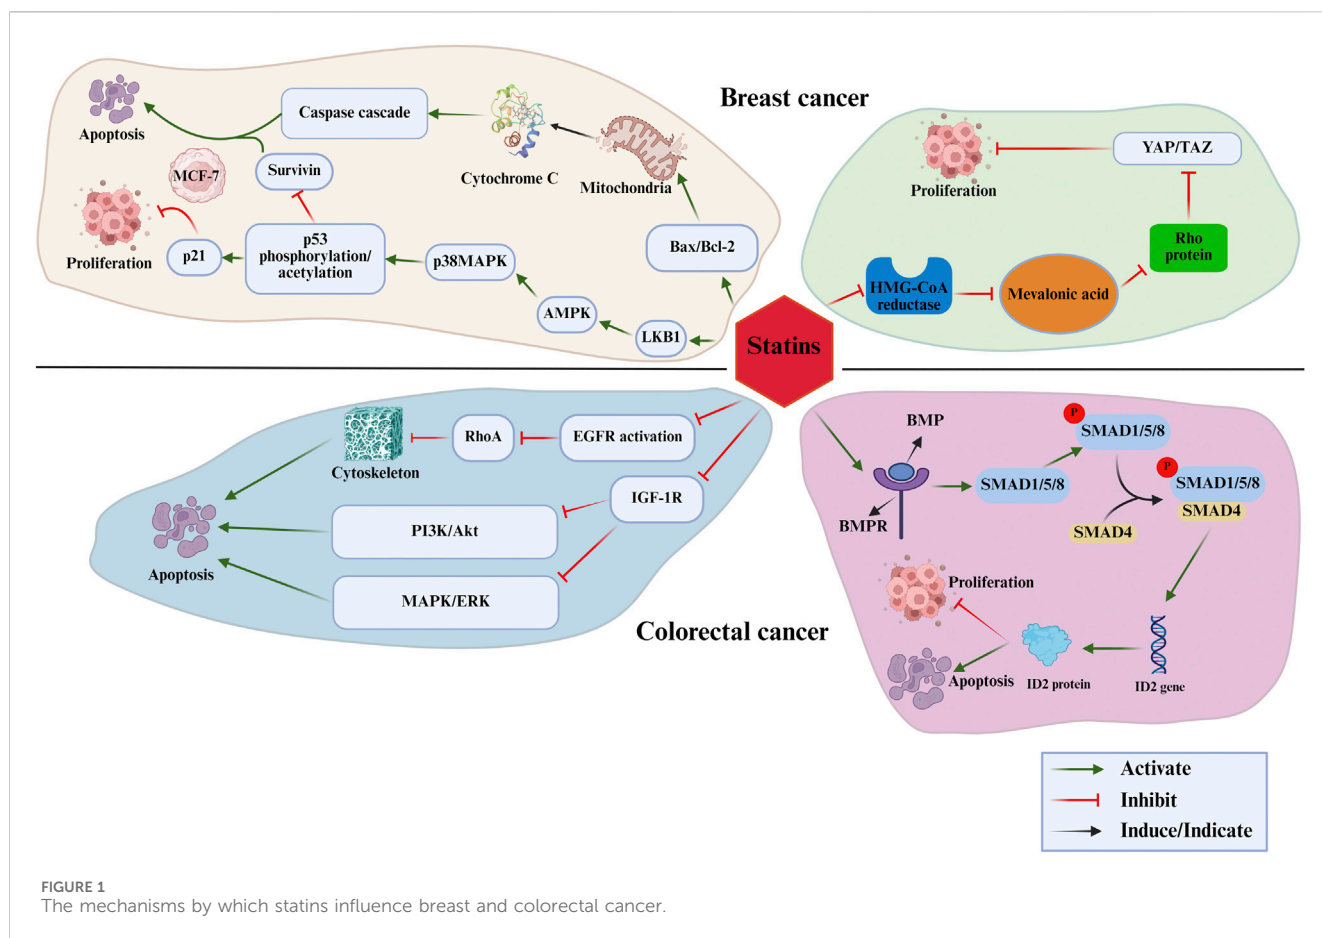 Breast cancer
Apoptosis
Caspase cascade
Cytochrome C
Mitochondria
MCF-7
Survivin
Proliferation
p21
p53
phosphorylation/
acetylation
p38MAPK
Bax/Bcl-2
AMPK
LKB1
Statins
Proliferation
YAP/TAZ
Rho
protein
HMG-CoA
reductase
Mevalonic acid
Cytoskeleton
RhoA
EGFR activation
IGF-1R
PI3K/Akt
Apoptosis
MAPK/ERK
Colorectal cancer
BMP
BMPR
SMAD1/5/8
P
SMAD1/5/8
SMAD4
P
SMAD1/5/8
SMAD4
Proliferation
Apoptosis
ID2 protein
ID2 gene
Activate
Inhibit
Induce/Indicate
FIGURE 1
The mechanisms by which statins influence breast and colorectal cancer.